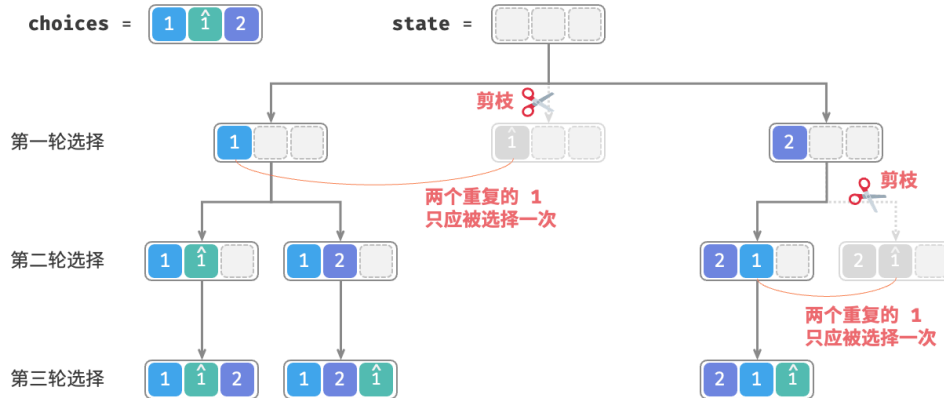 choices = 1 1̂ 2
state =
剪枝
第一轮选择
1
1̂
2
剪枝
两个重复的 1
只应被选择一次
第二轮选择
1 1̂
1 2
2 1
2 1̂
两个重复的 1
只应被选择一次
第三轮选择
1 1̂ 2
1 2 1̂
2 1 1̂